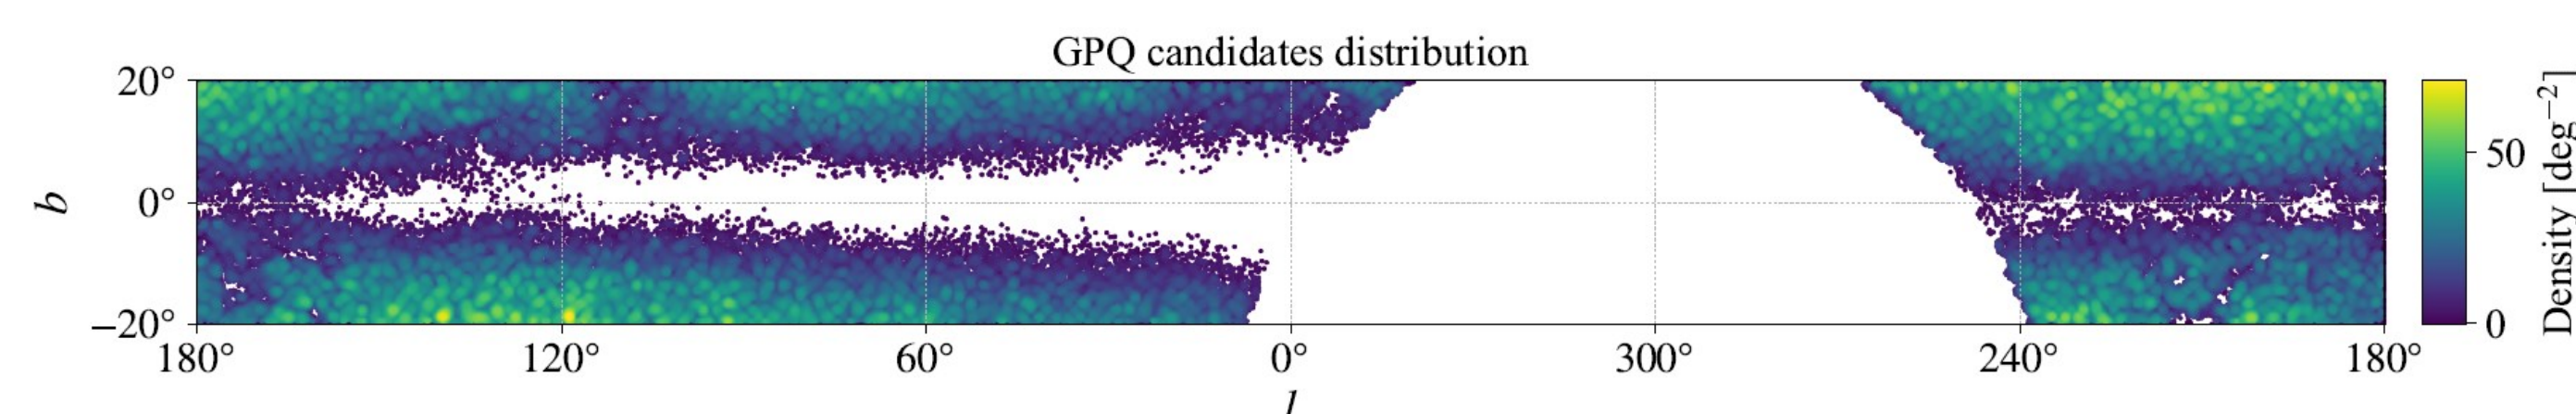 GPQ candidates distribution
20°
0°
−20°
b
180° 120° 60° 0° 300° 240° 180°
l
50
0
Density [deg⁻²]